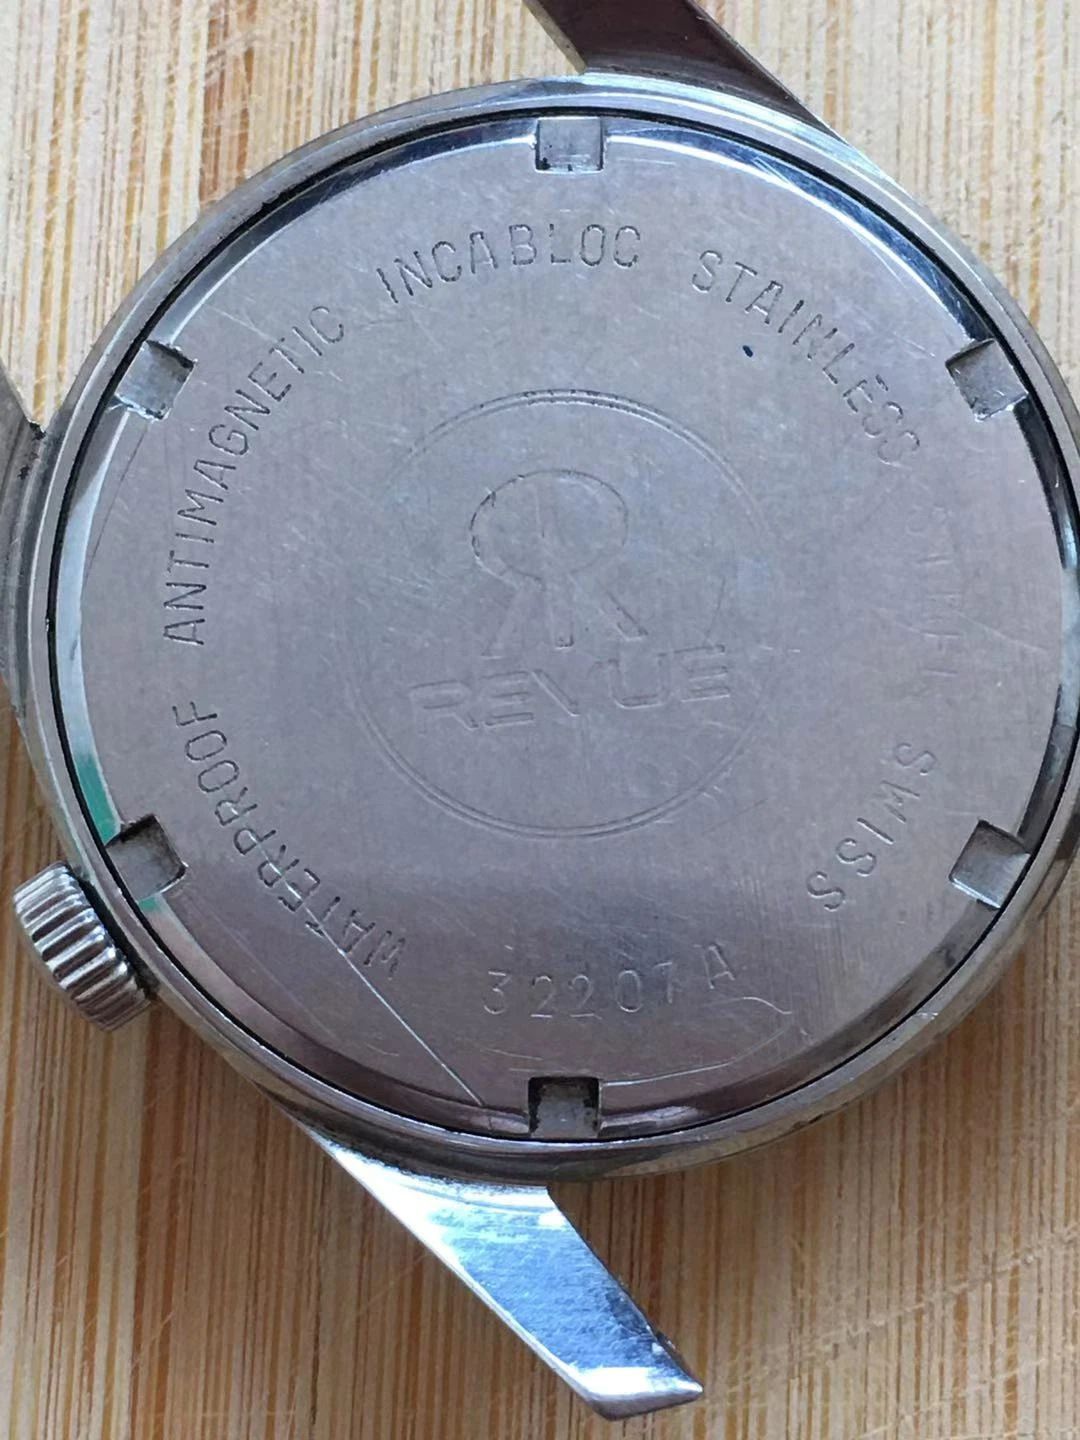 WATERPROOF ANTIMAGNETIC INCABLOC STAINLESS STEEL SWISS
REVUE
32207A